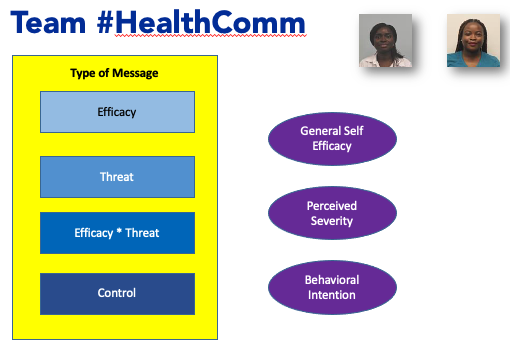 Team #HealthComm
Type of Message
Efficacy
Threat
Efficacy * Threat
Control
General Self
Efficacy
Perceived
Severity
Behavioral
Intention